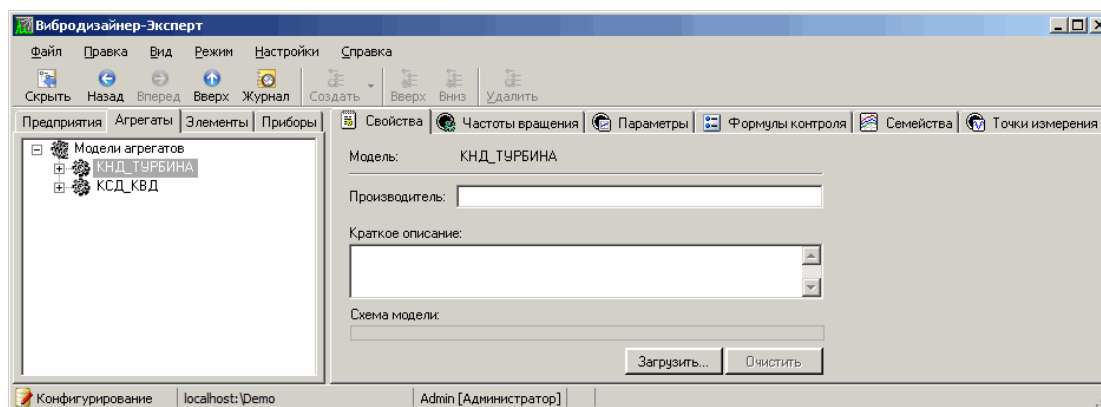 Вибродизайнер-Эксперт
Файл Правка Вид Режим Настройки Справка
Скрыть Назад Вперед Вверх Журнал Создать Вверх Вниз Удалить
Предприятия Агрегаты Элементы Приборы Свойства Частоты вращения Параметры Формулы контроля Семейства Точки измерения
Модели агрегатов
КНД_ТУРБИНА
КСД_КВД
Модель: КНД_ТУРБИНА
Производитель:
Краткое описание:
Схема модели:
Загрузить... Очистить
Конфигурирование localhost:\Demo Admin [Администратор]